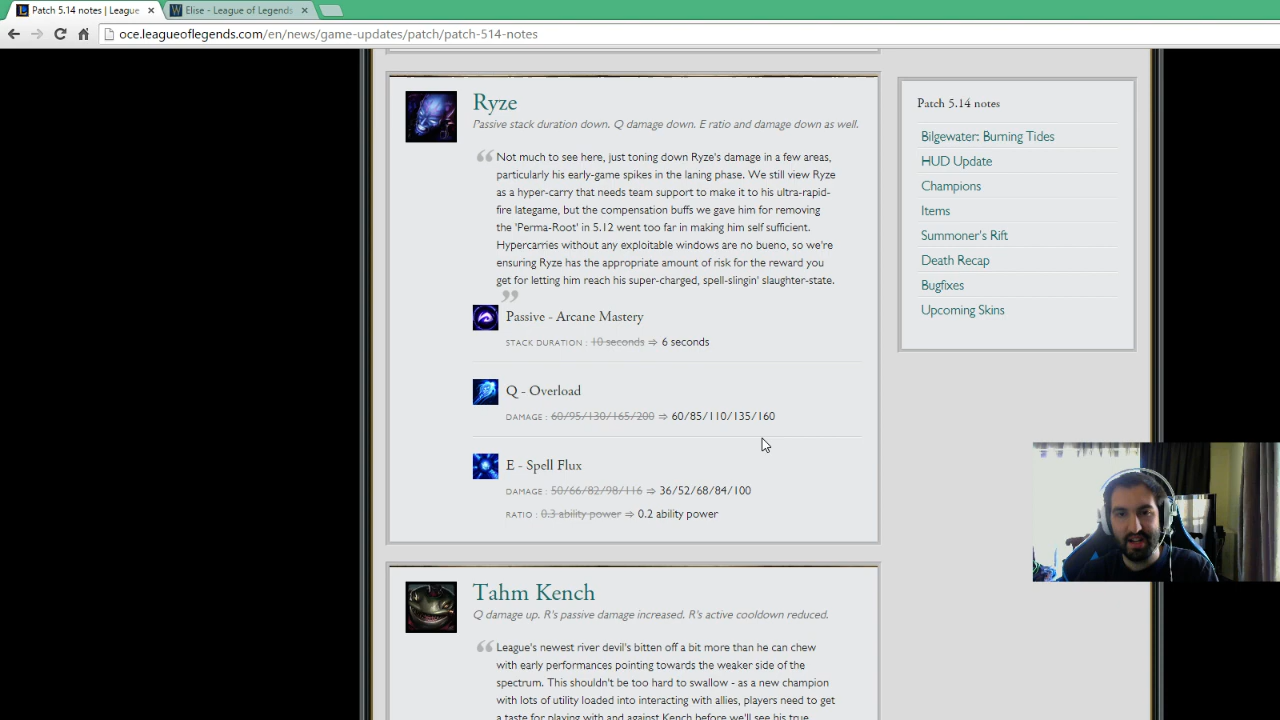 Patch 5.14 notes | League
Elise - League of Legends
oce.leagueoflegends.com/en/news/game-updates/patch/patch-514-notes
Ryze
Passive stack duration down. Q damage down. E ratio and damage down as well.
Not much to see here, just toning down Ryze's damage in a few areas,
particularly his early-game spikes in the laning phase. We still view Ryze
as a hyper-carry that needs team support to make it to his ultra-rapid-
fire lategame, but the compensation buffs we gave him for removing
the 'Perma-Root' in 5.12 went too far in making him self sufficient.
Hypercarries without any exploitable windows are no bueno, so we're
ensuring Ryze has the appropriate amount of risk for the reward you
get for letting him reach his super-charged, spell-slingin' slaughter-state.
Passive - Arcane Mastery
STACK DURATION : 10 seconds ⇒ 6 seconds
Q - Overload
DAMAGE : 60/95/130/165/200 ⇒ 60/85/110/135/160
E - Spell Flux
DAMAGE : 50/66/82/98/116 ⇒ 36/52/68/84/100
RATIO : 0.3 ability power ⇒ 0.2 ability power
Tahm Kench
Q damage up. R's passive damage increased. R's active cooldown reduced.
League's newest river devil's bitten off a bit more than he can chew
with early performances pointing towards the weaker side of the
spectrum. This shouldn't be too hard to swallow - as a new champion
with lots of utility loaded into interacting with allies, players need to get
a taste for playing with and against Kench before we'll see his true
Patch 5.14 notes
Bilgewater: Burning Tides
HUD Update
Champions
Items
Summoner's Rift
Death Recap
Bugfixes
Upcoming Skins